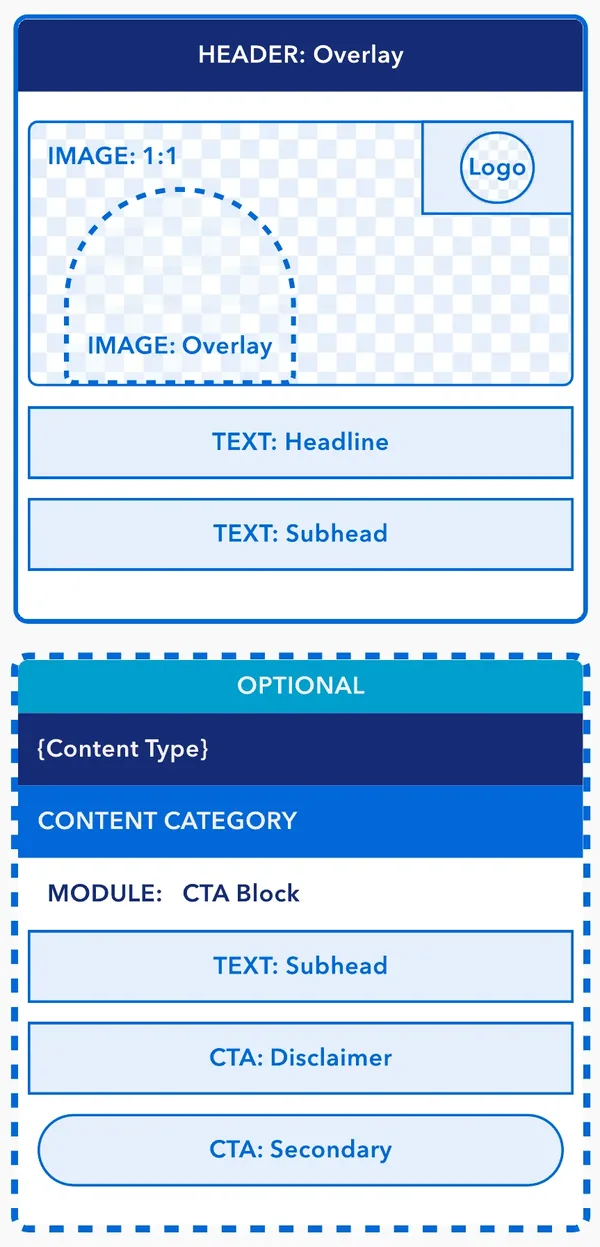 HEADER: Overlay
IMAGE: 1:1
Logo
IMAGE: Overlay
TEXT: Headline
TEXT: Subhead
OPTIONAL
{Content Type}
CONTENT CATEGORY
MODULE: CTA Block
TEXT: Subhead
CTA: Disclaimer
CTA: Secondary